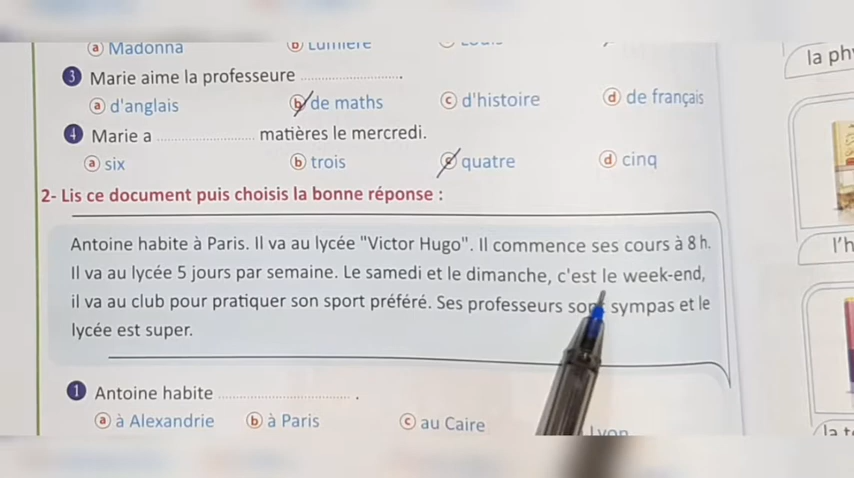 ⓐ Madonna ⓑ Lumière
3 Marie aime la professeure ........................ .
ⓐ d'anglais ⓑ de maths ⓒ d'histoire ⓓ de français
4 Marie a ........................ matières le mercredi.
ⓐ six ⓑ trois ⓒ quatre ⓓ cinq
2- Lis ce document puis choisis la bonne réponse :
Antoine habite à Paris. Il va au lycée "Victor Hugo". Il commence ses cours à 8 h.
Il va au lycée 5 jours par semaine. Le samedi et le dimanche, c'est le week-end,
il va au club pour pratiquer son sport préféré. Ses professeurs sont sympas et le
lycée est super.
1 Antoine habite ................................ .
ⓐ à Alexandrie ⓑ à Paris ⓒ au Caire Lyon
la ph
l'h